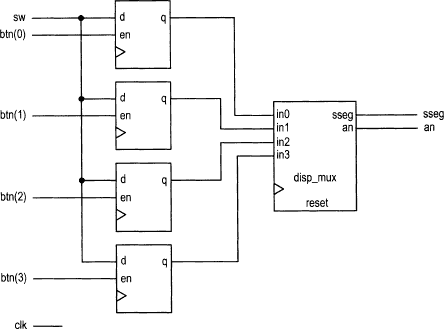 sw d q
btn(0) en
d q
btn(1) en
in0 sseg sseg
in1 an an
in2
in3
d q
disp_mux
btn(2) en
reset
d q
btn(3) en
clk